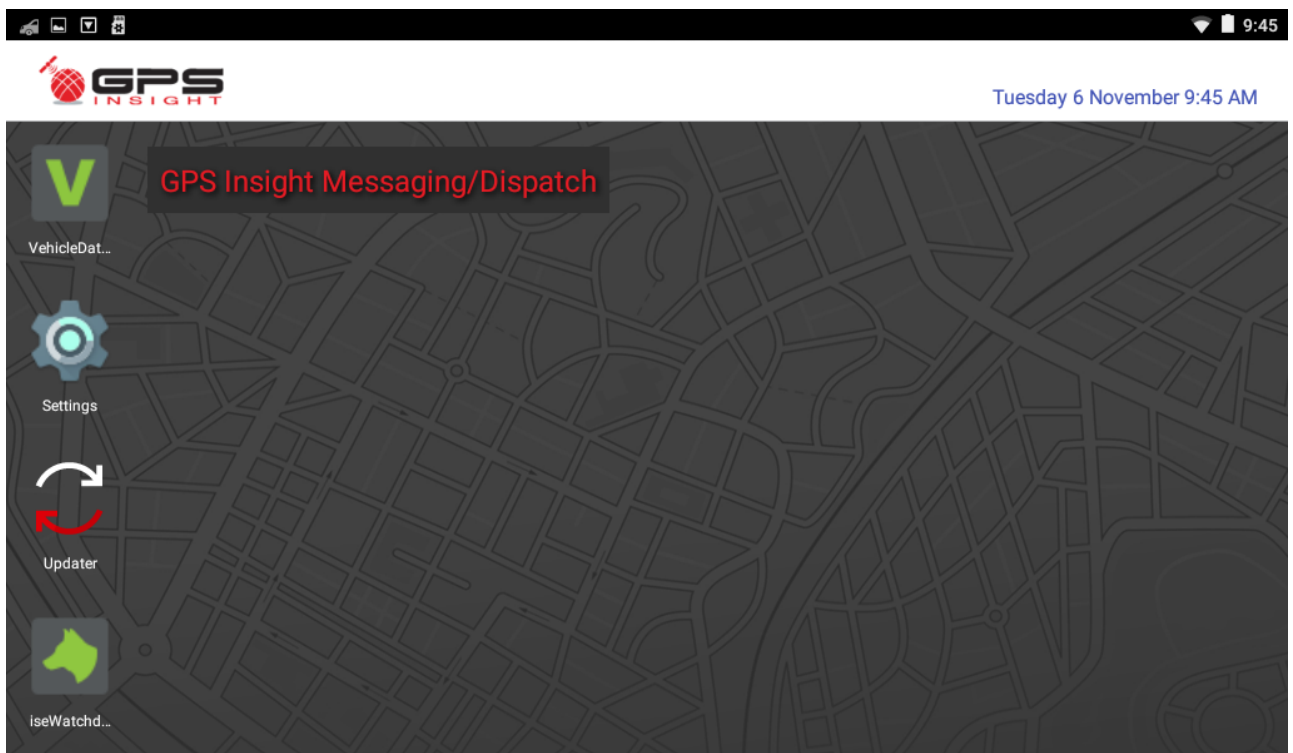 9:45
GPS
INSIGHT
Tuesday 6 November 9:45 AM
V
VehicleDat...
GPS Insight Messaging/Dispatch
Settings
Updater
iseWatchd...